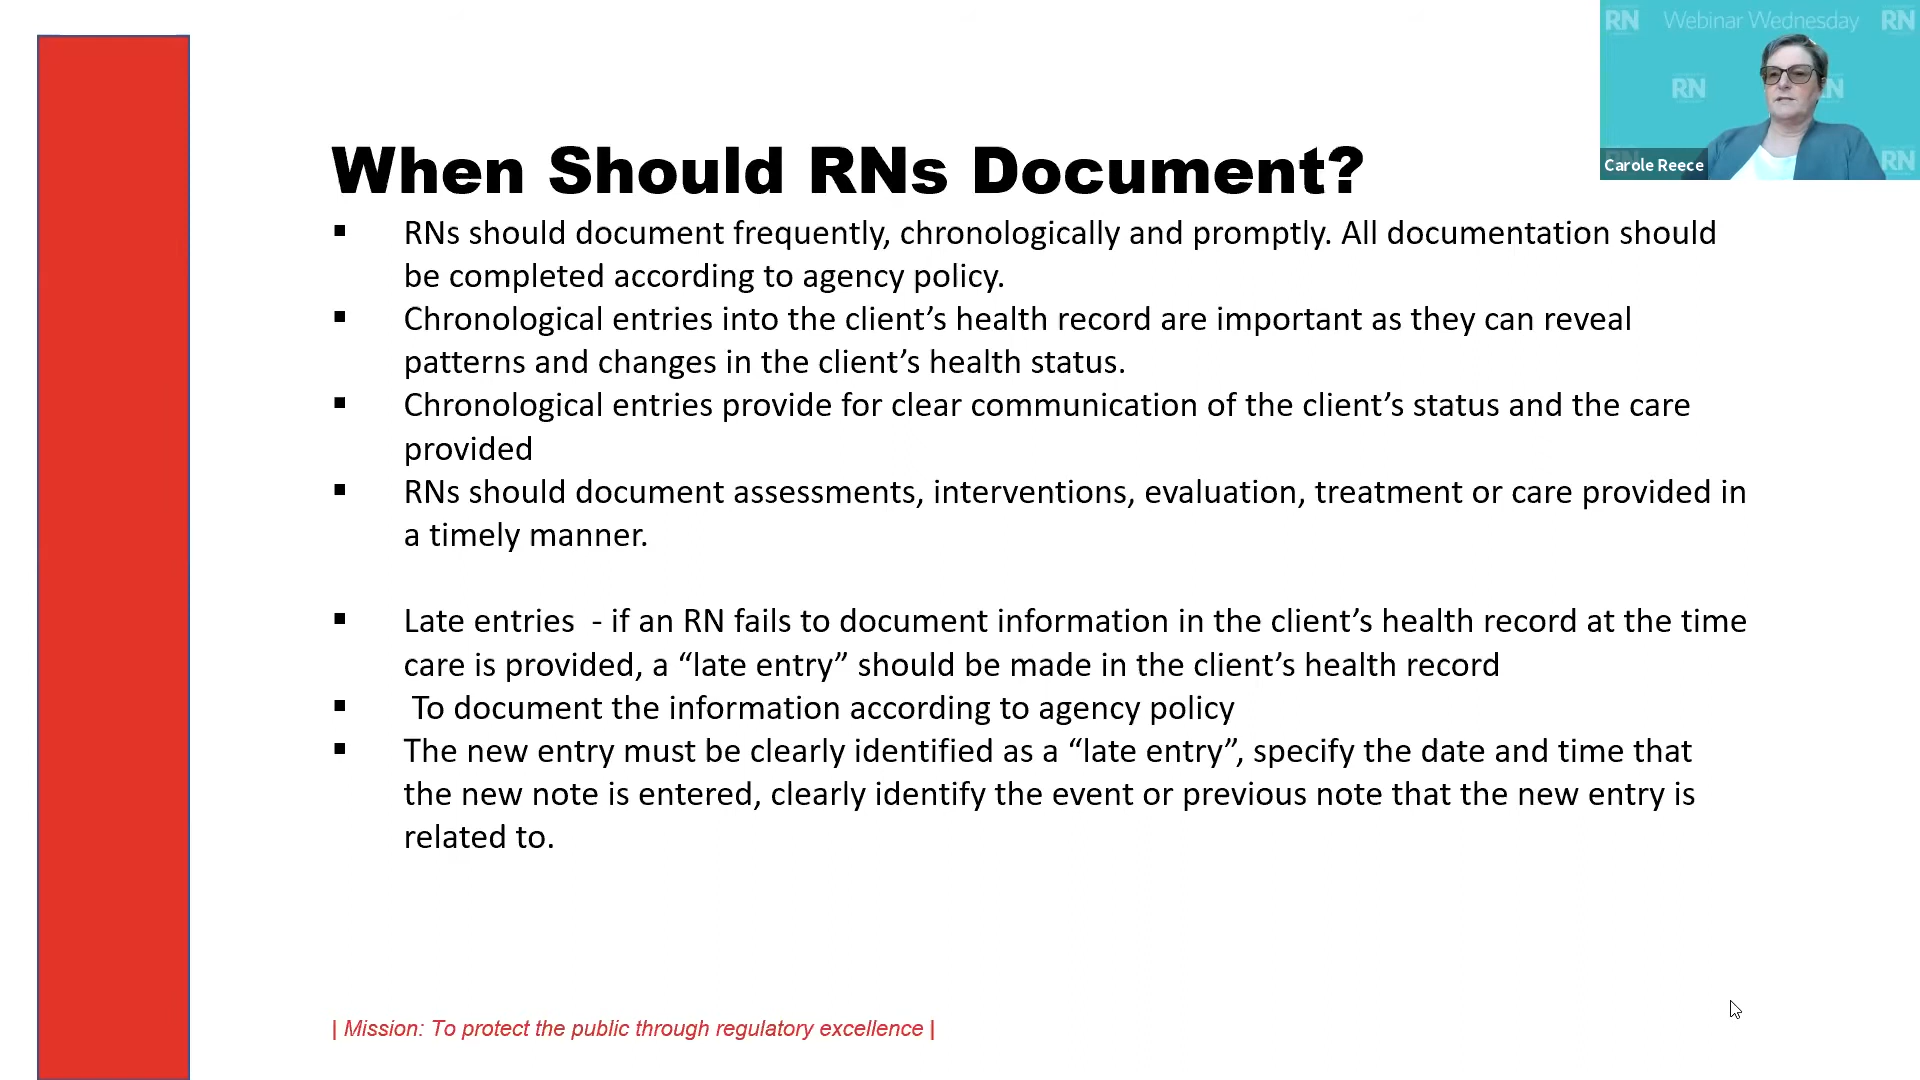 RN Webinar Wednesday RN
RN RN
RN
Carole Reece
When Should RNs Document?
▪ RNs should document frequently, chronologically and promptly. All documentation should
be completed according to agency policy.
▪ Chronological entries into the client’s health record are important as they can reveal
patterns and changes in the client’s health status.
▪ Chronological entries provide for clear communication of the client’s status and the care
provided
▪ RNs should document assessments, interventions, evaluation, treatment or care provided in
a timely manner.
▪ Late entries - if an RN fails to document information in the client’s health record at the time
care is provided, a “late entry” should be made in the client’s health record
▪ To document the information according to agency policy
▪ The new entry must be clearly identified as a “late entry”, specify the date and time that
the new note is entered, clearly identify the event or previous note that the new entry is
related to.
| Mission: To protect the public through regulatory excellence |